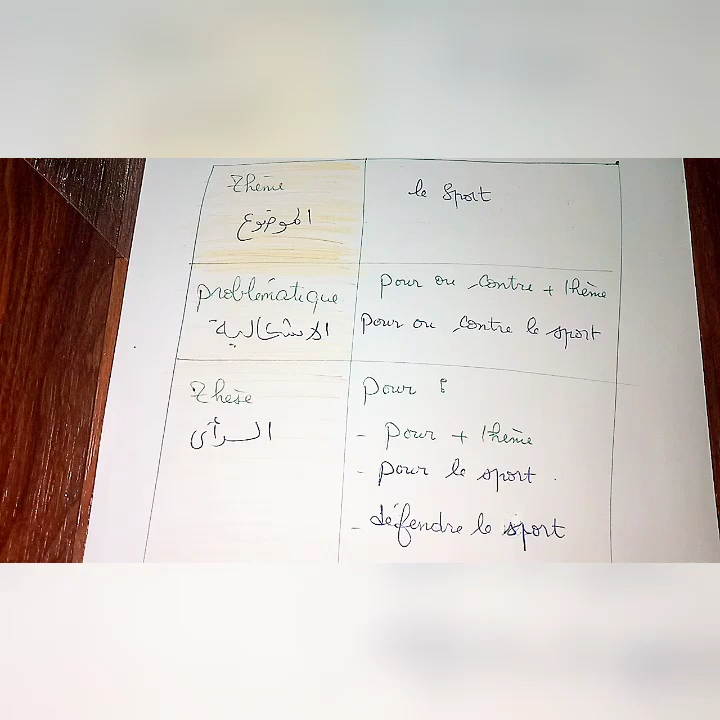 Thème
الموضوع
le Sport
problématique
الاشكالية
pour ou contre + thème
pour ou contre le sport
Thèse
الرأي
Pour :
- pour + thème
- pour le sport.
- défendre le sport